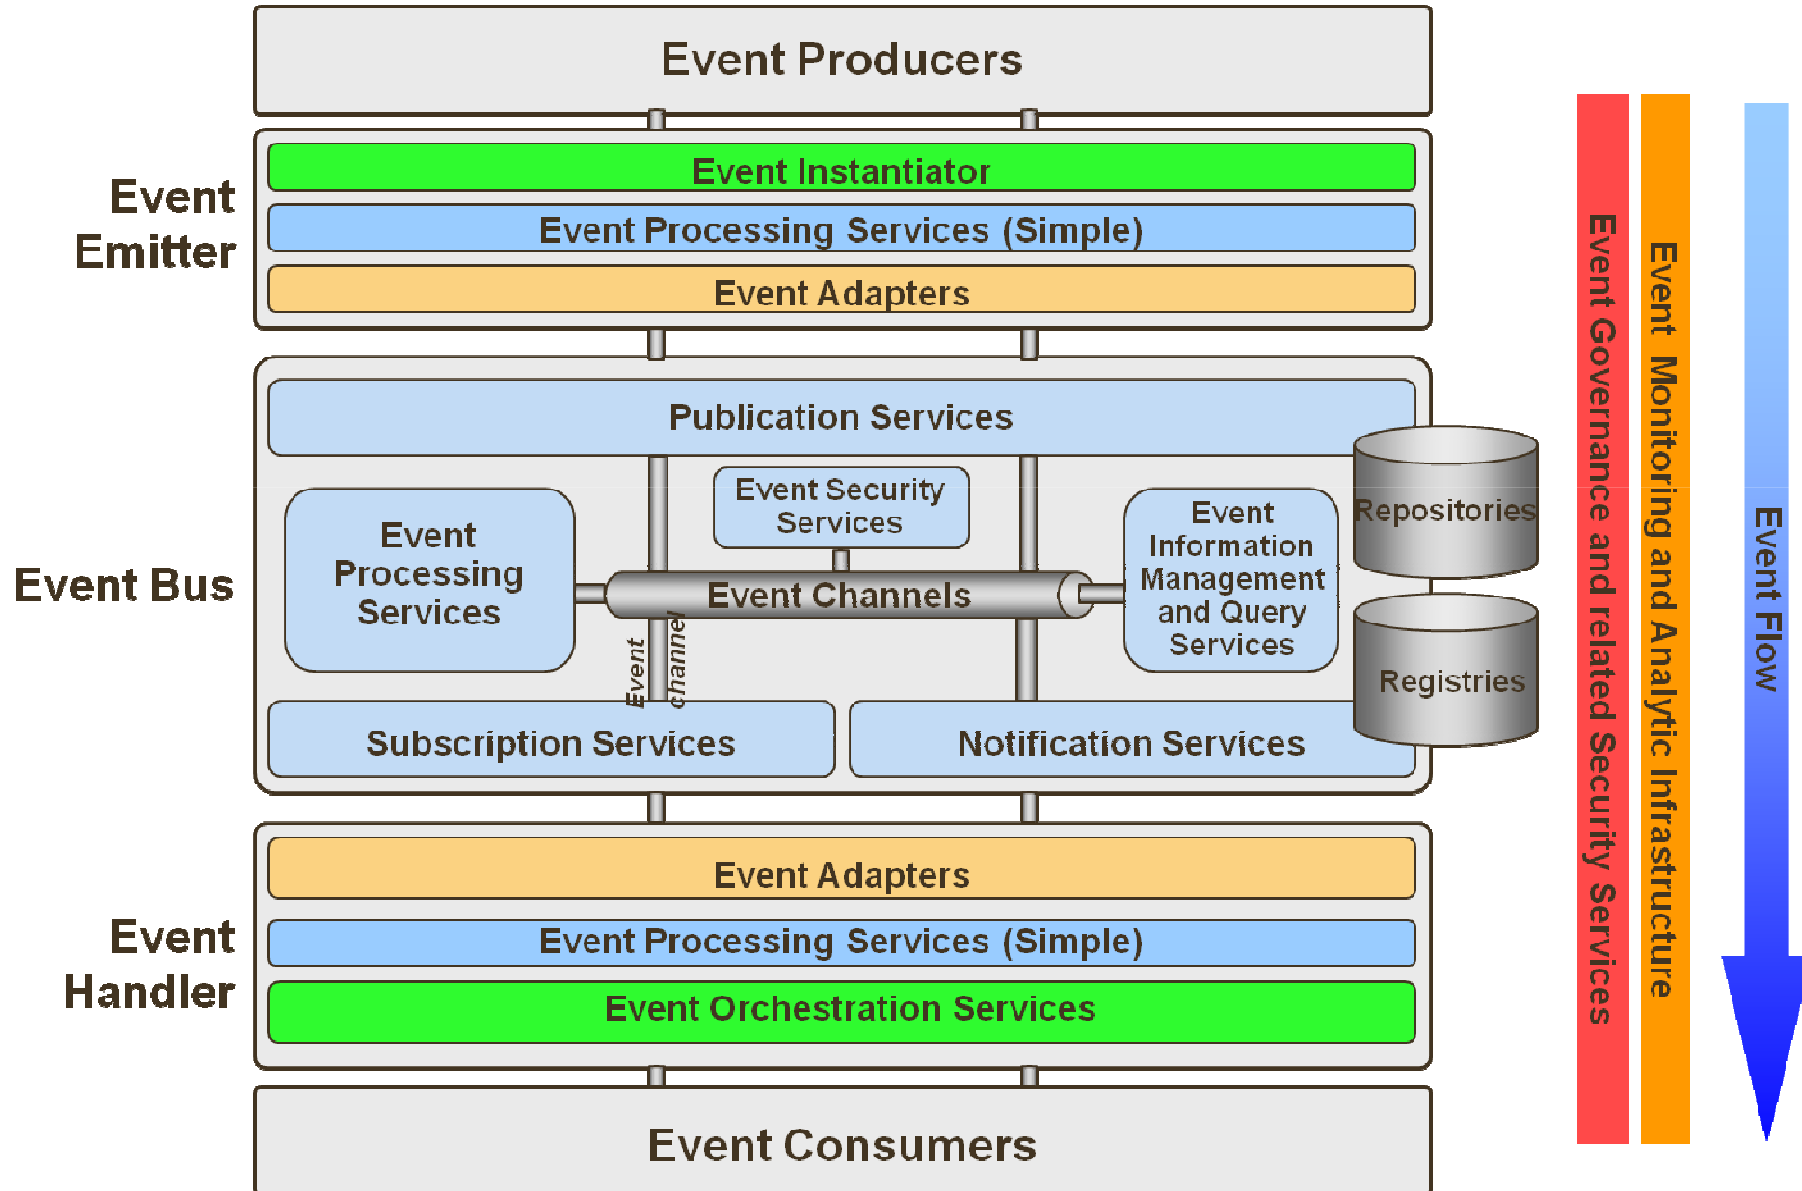 Event Producers
Event
Emitter
Event Instantiator
Event Processing Services (Simple)
Event Adapters
Event Bus
Publication Services
Event
Processing
Services
Event Security
Services
Event Channels
Event
channel
Event
Information
Management
and Query
Services
Repositories
Registries
Subscription Services
Notification Services
Event
Handler
Event Adapters
Event Processing Services (Simple)
Event Orchestration Services
Event Consumers
Event Governance and related Security Services
Event Monitoring and Analytic Infrastructure
Event Flow